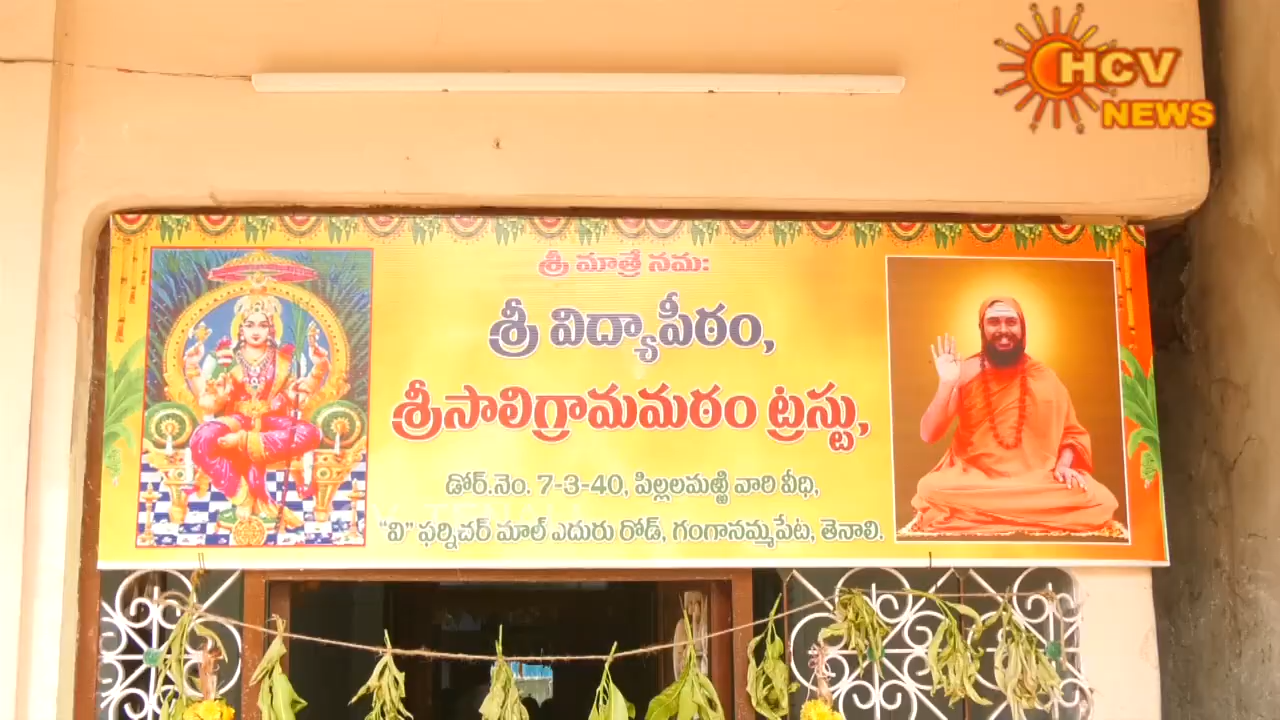 HCV
NEWS
శ్రీ మాత్రే నమః
శ్రీ విద్యాపీఠం,
శ్రీసాలిగ్రామమఠం ట్రస్టు,
డోర్.నెం. 7-3-40, పిల్లలమఱ్ఱి వారి వీధి,
"వి" ఫర్నిచర్ మాల్ ఎదురు రోడ్, గంగానమ్మపేట, తెనాలి.